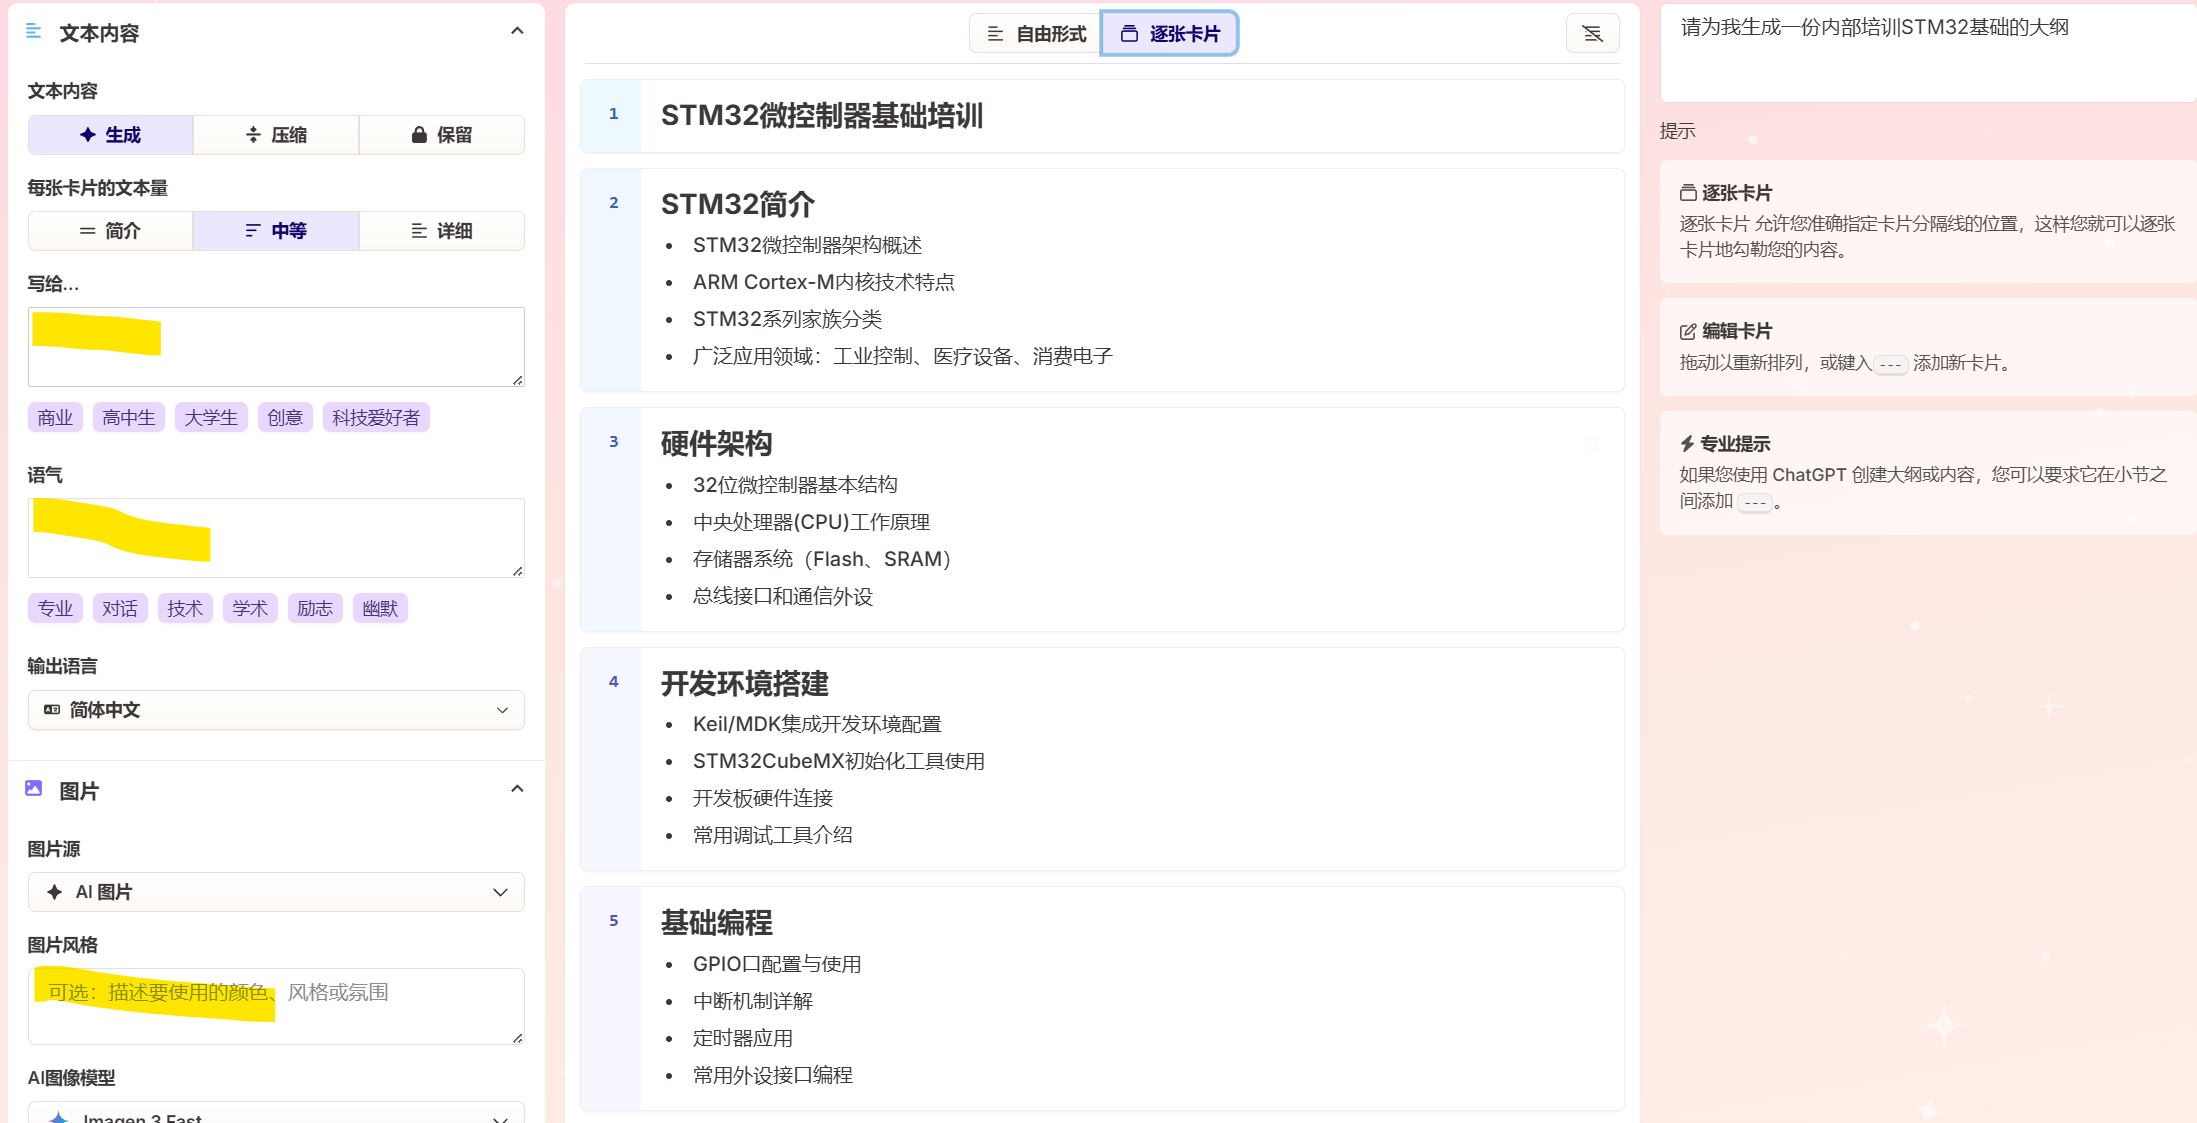 文本内容
文本内容
生成
压缩
保留
每张卡片的文本量
简介
中等
详细
写给...
商业
高中生
大学生
创意
科技爱好者
语气
专业
对话
技术
学术
励志
幽默
输出语言
简体中文
图片
图片源
AI 图片
图片风格
可选：描述要使用的颜色、风格或氛围
AI图像模型
Imagen 3 Fast
自由形式
逐张卡片
1
STM32微控制器基础培训
2
STM32简介
• STM32微控制器架构概述
• ARM Cortex-M内核技术特点
• STM32系列家族分类
• 广泛应用领域：工业控制、医疗设备、消费电子
3
硬件架构
• 32位微控制器基本结构
• 中央处理器(CPU)工作原理
• 存储器系统（Flash、SRAM）
• 总线接口和通信外设
4
开发环境搭建
• Keil/MDK集成开发环境配置
• STM32CubeMX初始化工具使用
• 开发板硬件连接
• 常用调试工具介绍
5
基础编程
• GPIO口配置与使用
• 中断机制详解
• 定时器应用
• 常用外设接口编程
请为我生成一份内部培训STM32基础的大纲
提示
逐张卡片
逐张卡片 允许您准确指定卡片分隔线的位置，这样您就可以逐张
卡片地勾勒您的内容。
编辑卡片
拖动以重新排列，或键入 --- 添加新卡片。
专业提示
如果您使用 ChatGPT 创建大纲或内容，您可以要求它在小节之
间添加 --- 。